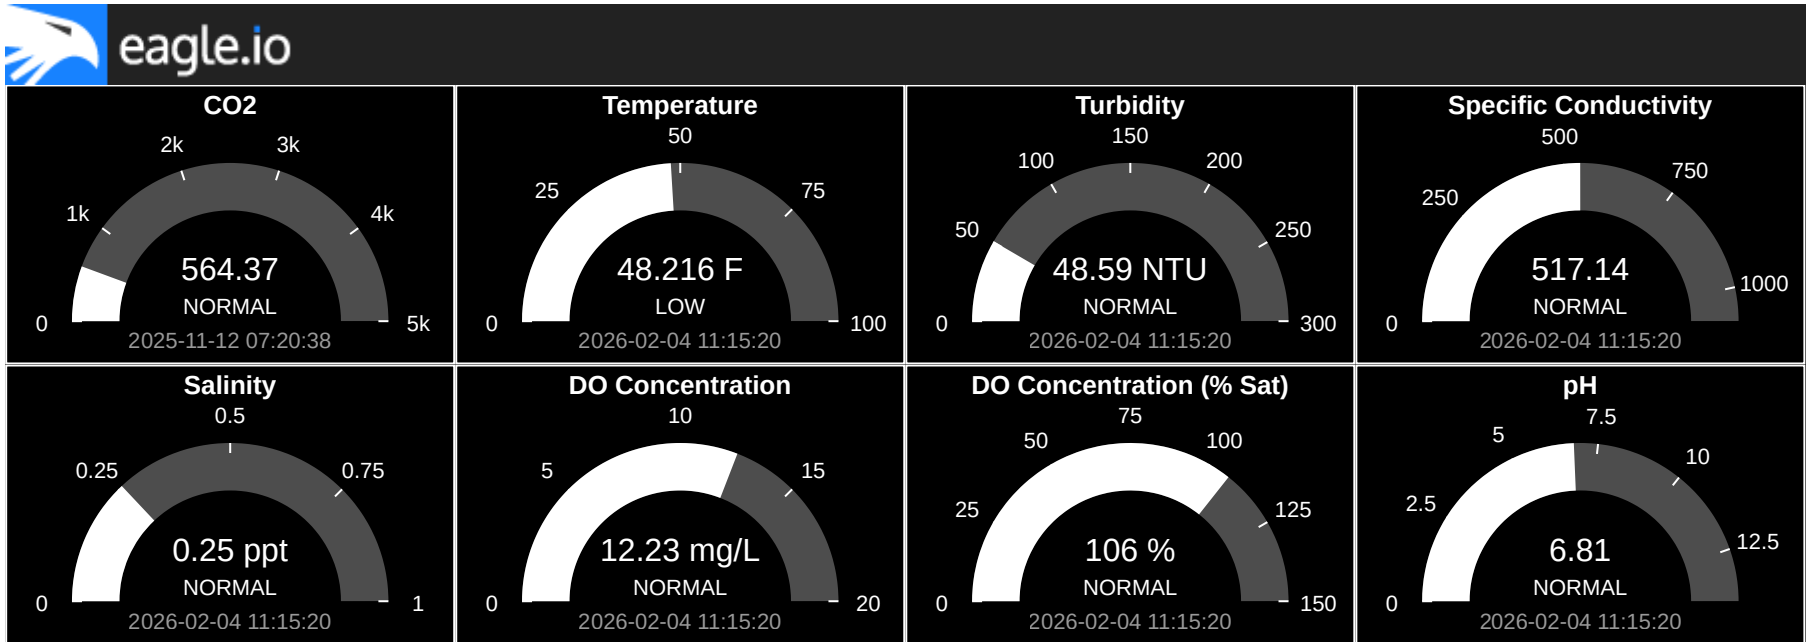 eagle.io
CO2
0
1k
2k
3k
4k
5k
564.37
NORMAL
2025-11-12 07:20:38
Temperature
0
25
50
75
100
48.216 F
LOW
2026-02-04 11:15:20
Turbidity
0
50
100
150
200
250
300
48.59 NTU
NORMAL
2026-02-04 11:15:20
Specific Conductivity
0
250
500
750
1000
517.14
NORMAL
2026-02-04 11:15:20
Salinity
0
0.25
0.5
0.75
1
0.25 ppt
NORMAL
2026-02-04 11:15:20
DO Concentration
0
5
10
15
20
12.23 mg/L
NORMAL
2026-02-04 11:15:20
DO Concentration (% Sat)
0
25
50
75
100
125
150
106 %
NORMAL
2026-02-04 11:15:20
pH
0
2.5
5
7.5
10
12.5
6.81
NORMAL
2026-02-04 11:15:20